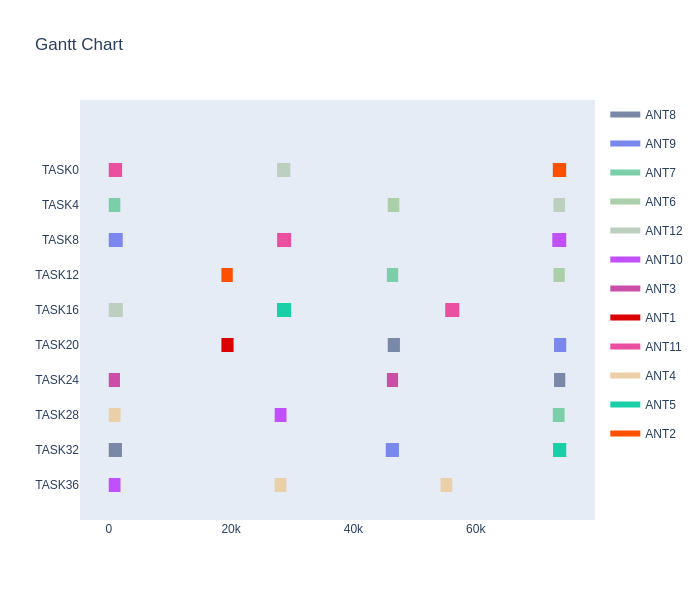 Gantt Chart
TASK0
TASK4
TASK8
TASK12
TASK16
TASK20
TASK24
TASK28
TASK32
TASK36
0
20k
40k
60k
ANT8
ANT9
ANT7
ANT6
ANT12
ANT10
ANT3
ANT1
ANT11
ANT4
ANT5
ANT2